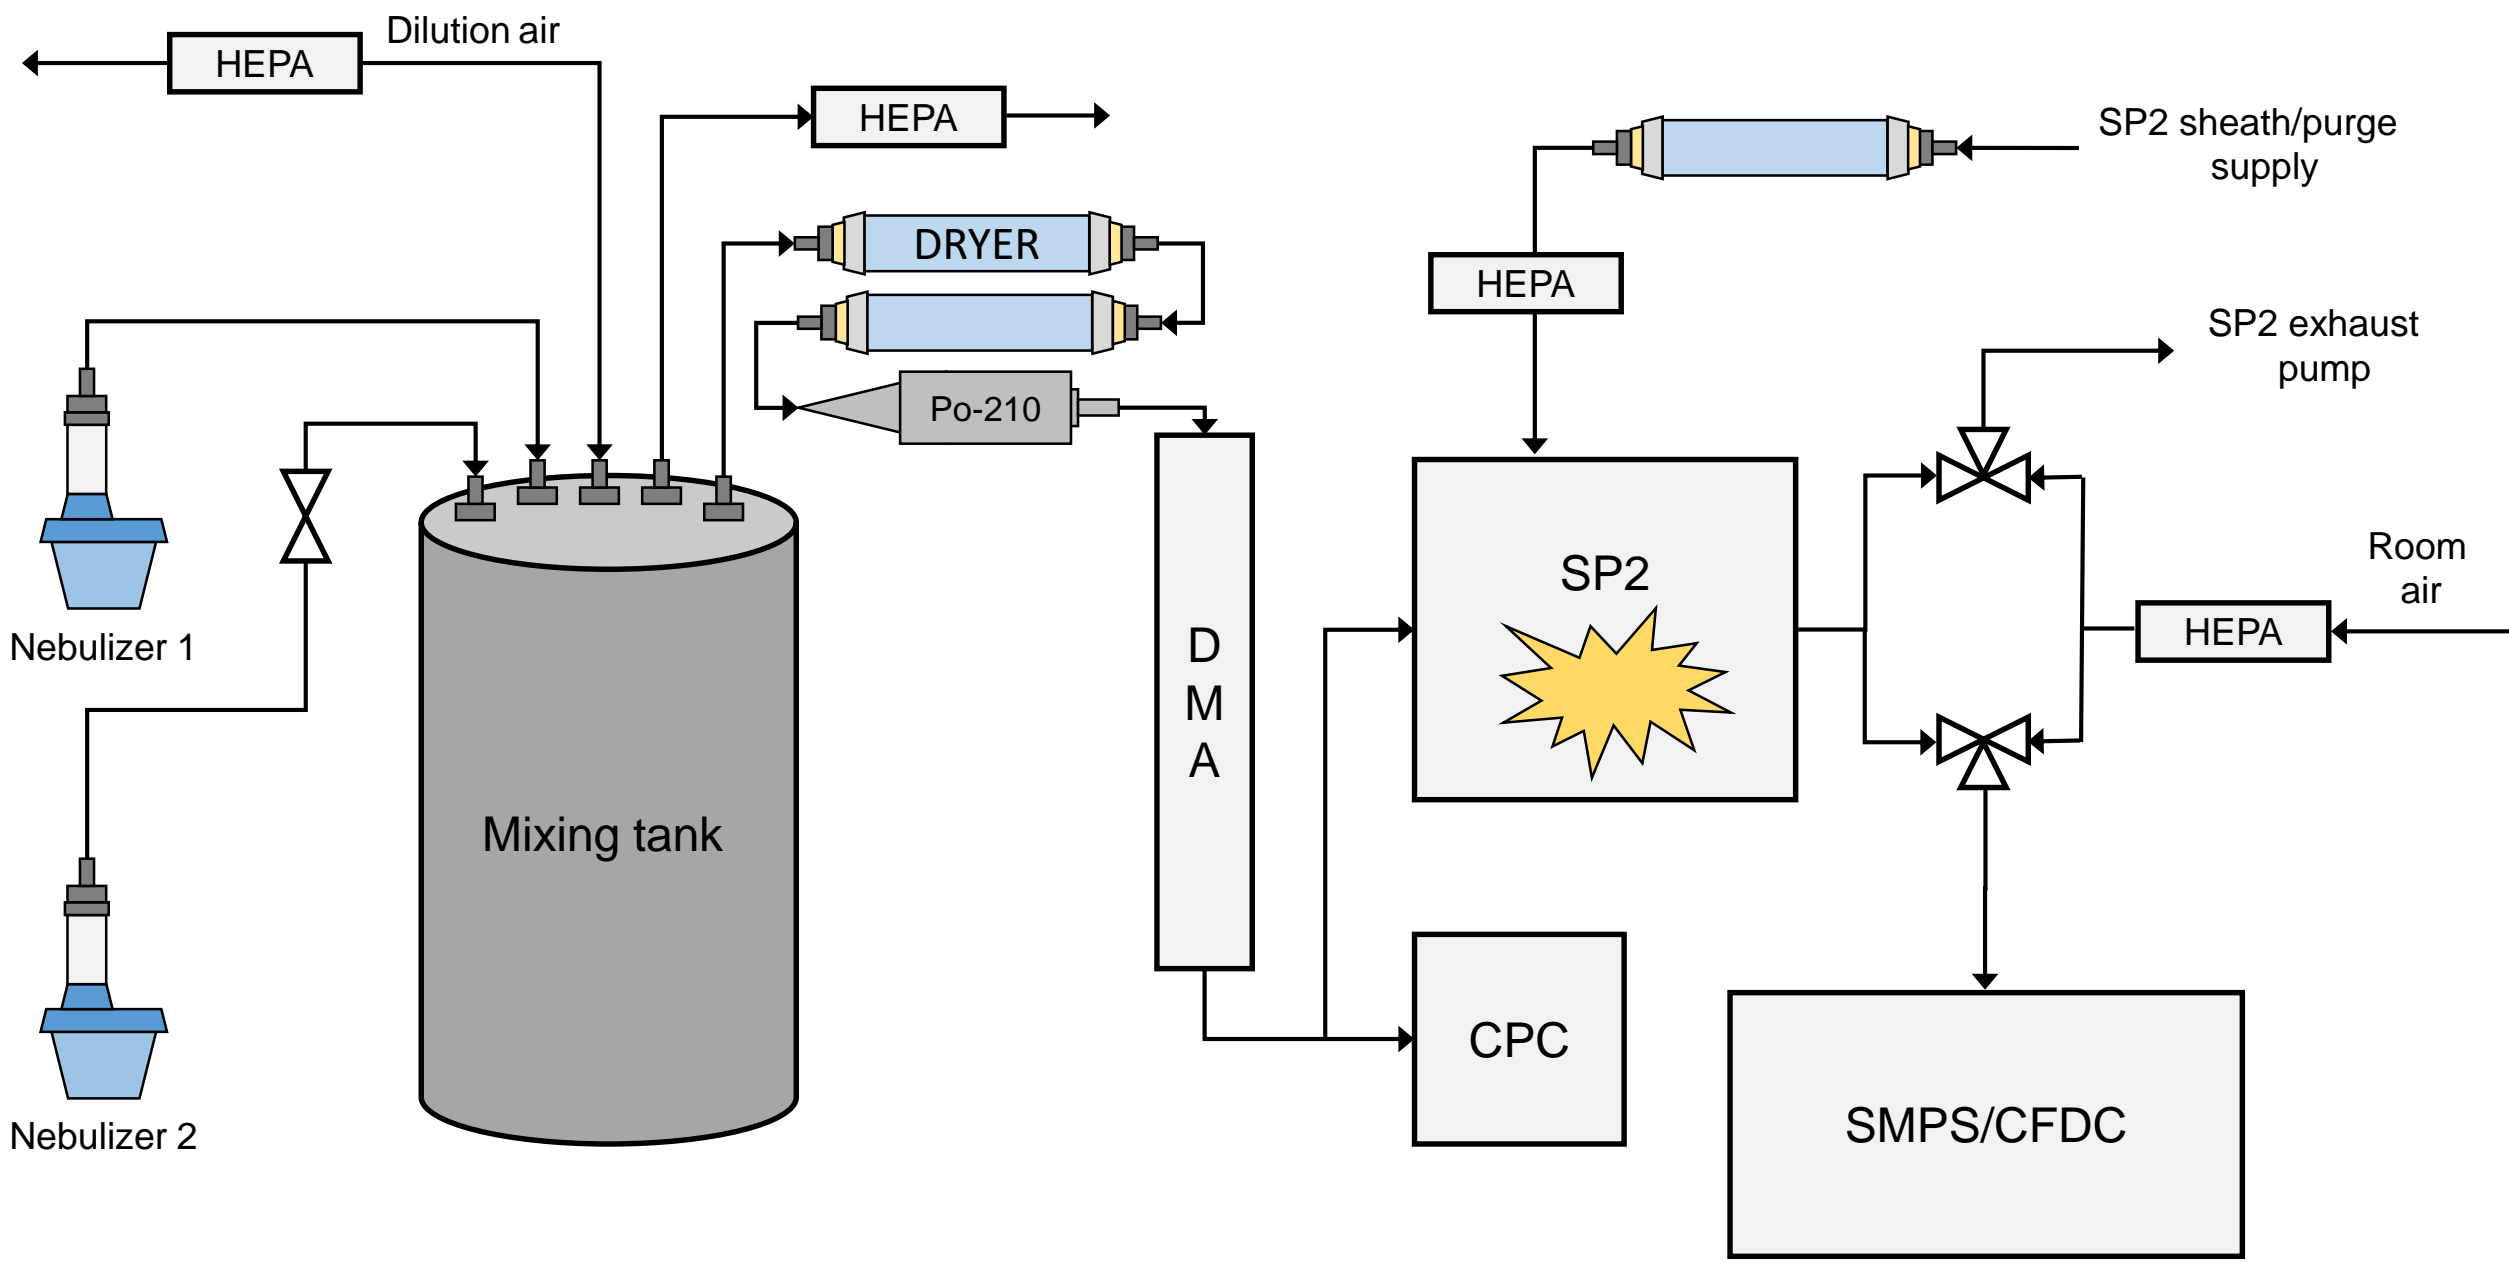 Dilution air
HEPA
HEPA
SP2 sheath/purge
supply
DRYER
HEPA
SP2 exhaust
pump
Po-210
Room
air
SP2
HEPA
Nebulizer 1
D
M
A
Mixing tank
CPC
SMPS/CFDC
Nebulizer 2